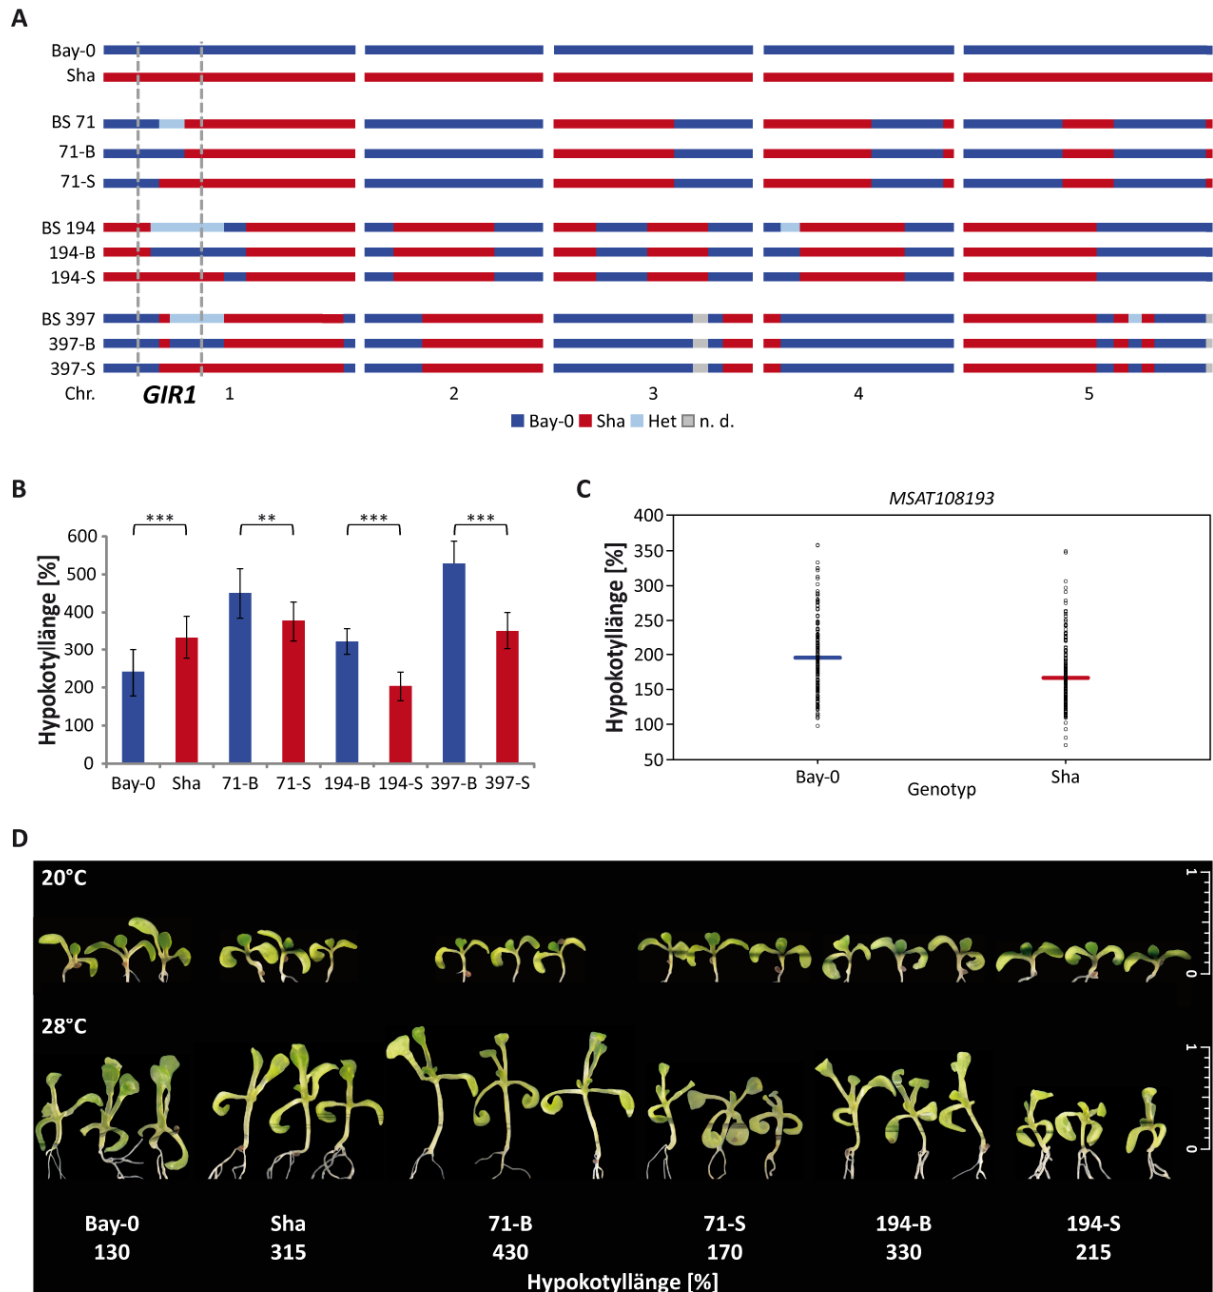 A
Bay-0
Sha
BS 71
71-B
71-S
BS 194
194-B
194-S
BS 397
397-B
397-S
Chr. GIR1 1 2 3 4 5
Bay-0 Sha Het n. d.
B
Hypokotyllänge [%]
600
500
400
300
200
100
0
*** ** *** ***
Bay-0 Sha 71-B 71-S 194-B 194-S 397-B 397-S
C
MSAT108193
Hypokotyllänge [%]
400
350
300
250
200
150
100
50
Bay-0 Sha
Genotyp
D
20°C
1
0
28°C
1
0
Bay-0 Sha 71-B 71-S 194-B 194-S
130 315 430 170 330 215
Hypokotyllänge [%]